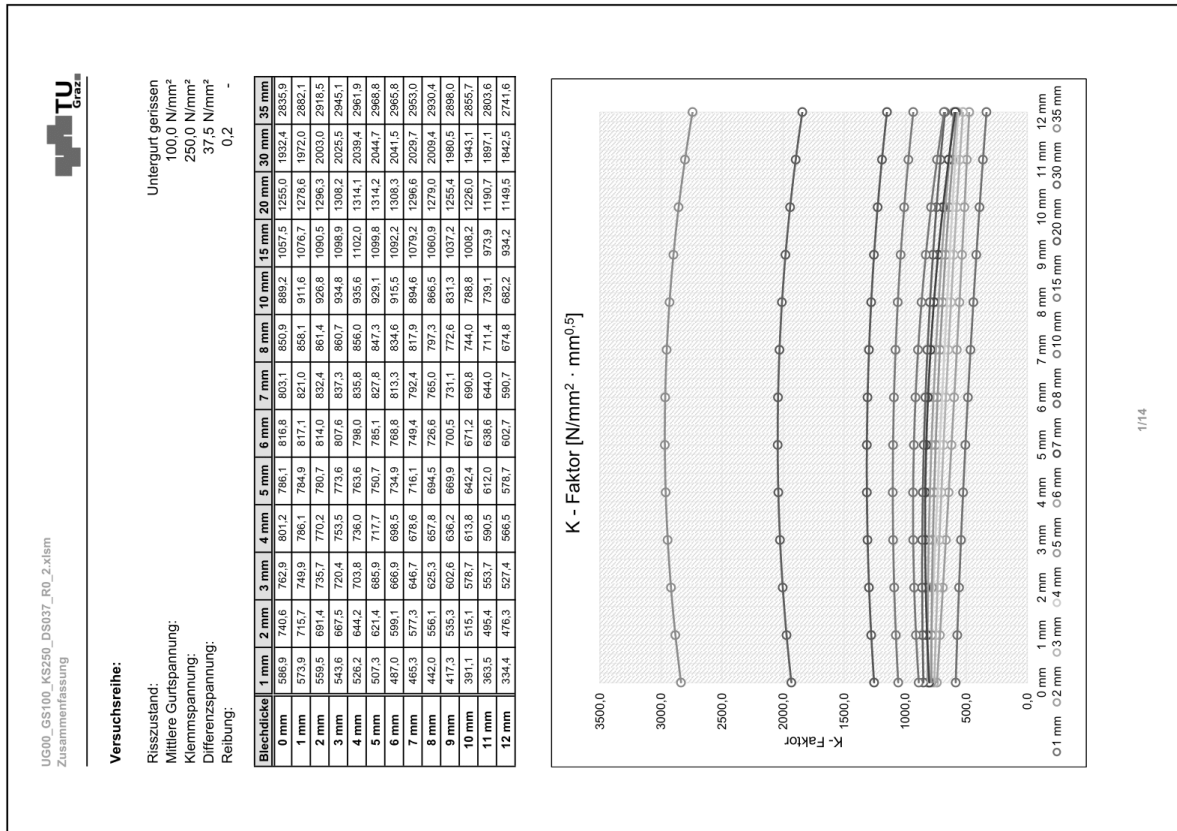 UG00_GS100_KS250_DS037_R0_2.xlsm
Zusammenfassung
TU
Graz
Versuchsreihe:
Risszustand: Untergurt gerissen
Mittlere Gurtspannung: 100,0 N/mm²
Klemmspannung: 250,0 N/mm²
Differenzspannung: 37,5 N/mm²
Reibung: 0,2 -
Blechdicke 1 mm 2 mm 3 mm 4 mm 5 mm 6 mm 7 mm 8 mm 10 mm 15 mm 20 mm 30 mm 35 mm
0 mm 586,9 740,6 762,9 801,2 786,1 816,8 803,1 850,9 889,2 1057,5 1255,0 1932,4 2835,9
1 mm 573,9 715,7 749,9 786,1 784,9 817,1 821,0 858,1 911,6 1076,7 1278,6 1972,0 2882,1
2 mm 559,5 691,4 735,7 770,2 780,7 814,0 832,4 861,4 926,8 1090,5 1296,3 2003,0 2918,5
3 mm 543,6 667,5 720,4 753,5 773,6 807,6 837,3 860,7 934,8 1098,9 1308,2 2025,5 2945,1
4 mm 526,2 644,2 703,8 736,0 763,6 798,0 835,8 856,0 935,6 1102,0 1314,1 2039,4 2961,9
5 mm 507,3 621,4 685,9 717,7 750,7 785,1 827,8 847,3 929,1 1099,8 1314,2 2044,7 2968,8
6 mm 487,0 599,1 666,9 698,5 734,9 768,8 813,3 834,6 915,5 1092,2 1308,3 2041,5 2965,8
7 mm 465,3 577,3 646,7 678,6 716,1 749,4 792,4 817,9 894,6 1079,2 1296,6 2029,7 2953,0
8 mm 442,0 556,1 625,3 657,8 694,5 726,6 765,0 797,3 866,5 1060,9 1279,0 2009,4 2930,4
9 mm 417,3 535,3 602,6 636,2 669,9 700,5 731,1 772,6 831,3 1037,2 1255,4 1980,5 2898,0
10 mm 391,1 515,1 578,7 613,8 642,4 671,2 690,8 744,0 788,8 1008,2 1226,0 1943,1 2855,7
11 mm 363,5 495,4 553,7 590,5 612,0 638,6 644,0 711,4 739,1 973,9 1190,7 1897,1 2803,6
12 mm 334,4 476,3 527,4 566,5 578,7 602,7 590,7 674,8 682,2 934,2 1149,5 1842,5 2741,6
K - Faktor [N/mm² · mm⁰·⁵]
K- Faktor
3500,0
3000,0
2500,0
2000,0
1500,0
1000,0
500,0
0,0
0 mm 1 mm 2 mm 3 mm 4 mm 5 mm 6 mm 7 mm 8 mm 9 mm 10 mm 11 mm 12 mm
1 mm 2 mm 3 mm 4 mm 5 mm 6 mm 7 mm 8 mm 10 mm 15 mm 20 mm 30 mm 35 mm
1/14